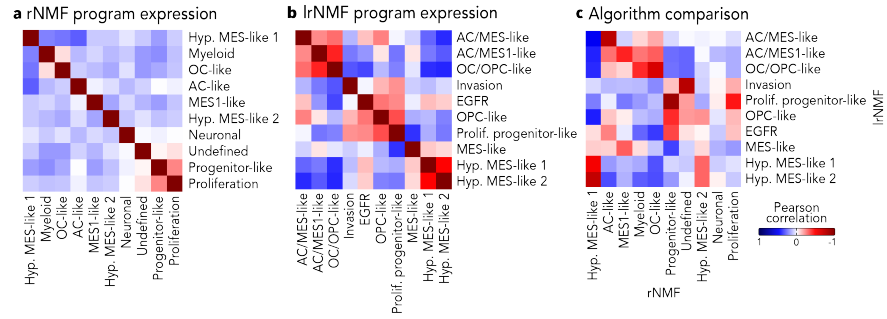 a rNMF program expression
Hyp. MES-like 1
Myeloid
OC-like
AC-like
MES1-like
Hyp. MES-like 2
Neuronal
Undefined
Progenitor-like
Proliferation
Hyp. MES-like 1
Myeloid
OC-like
AC-like
MES1-like
Hyp. MES-like 2
Neuronal
Undefined
Progenitor-like
Proliferation
b lrNMF program expression
AC/MES-like
AC/MES1-like
OC/OPC-like
Invasion
EGFR
OPC-like
Prolif. progenitor-like
MES-like
Hyp. MES-like 1
Hyp. MES-like 2
AC/MES-like
AC/MES1-like
OC/OPC-like
Invasion
EGFR
OPC-like
Prolif. progenitor-like
MES-like
Hyp. MES-like 1
Hyp. MES-like 2
c Algorithm comparison
AC/MES-like
AC/MES1-like
OC/OPC-like
Invasion
Prolif. progenitor-like
OPC-like
EGFR
MES-like
Hyp. MES-like 1
Hyp. MES-like 2
lrNMF
Hyp. MES-like 1
AC-like
MES1-like
Myeloid
OC-like
Progenitor-like
Undefined
Hyp. MES-like 2
Neuronal
Proliferation
rNMF
Pearson
correlation
1 0 -1